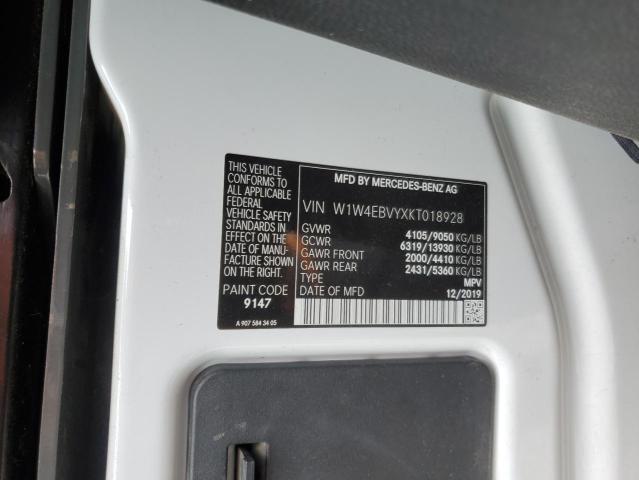 THIS VEHICLE
CONFORMS TO
ALL APPLICABLE
FEDERAL MOTOR
VEHICLE SAFETY
STANDARDS IN
EFFECT ON THE
DATE OF MANU-
FACTURE SHOWN
ON THE RIGHT.
PAINT CODE
9147
A 907 584 34 05
MFD BY MERCEDES-BENZ AG
VIN W1W4EBVYXKT018928
GVWR 4105/9050 KG/LB
GCWR 6319/13930 KG/LB
GAWR FRONT 2000/4410 KG/LB
GAWR REAR 2431/5360 KG/LB
TYPE MPV
DATE OF MFD 12/2019